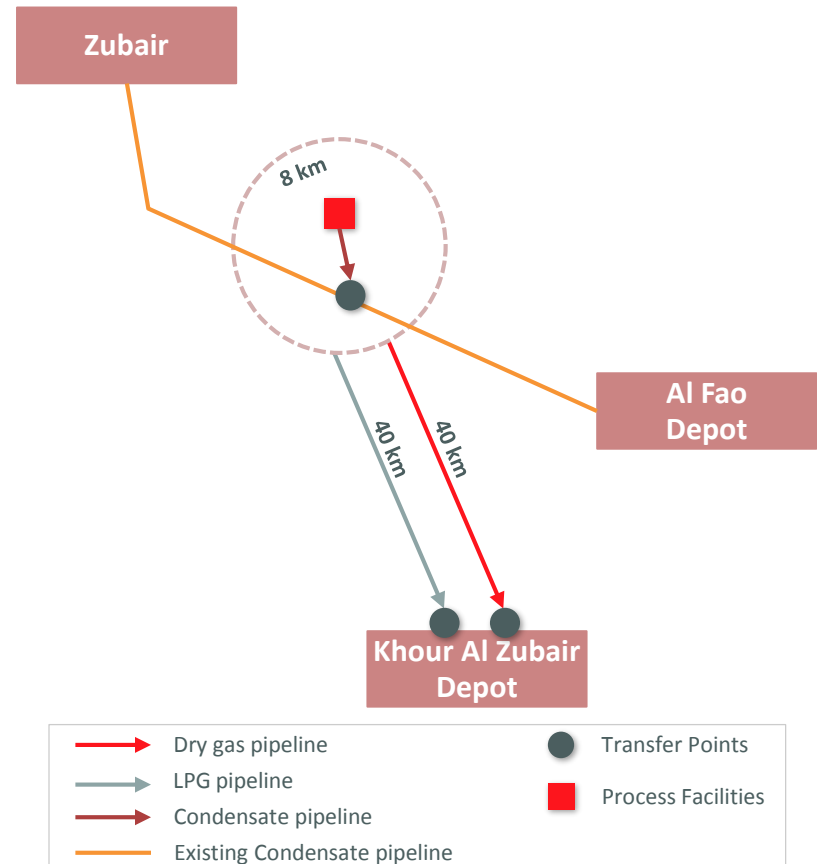 Zubair
8 km
Al Fao
Depot
40 km
40 km
Khour Al Zubair
Depot
Dry gas pipeline
LPG pipeline
Condensate pipeline
Existing Condensate pipeline
Transfer Points
Process Facilities